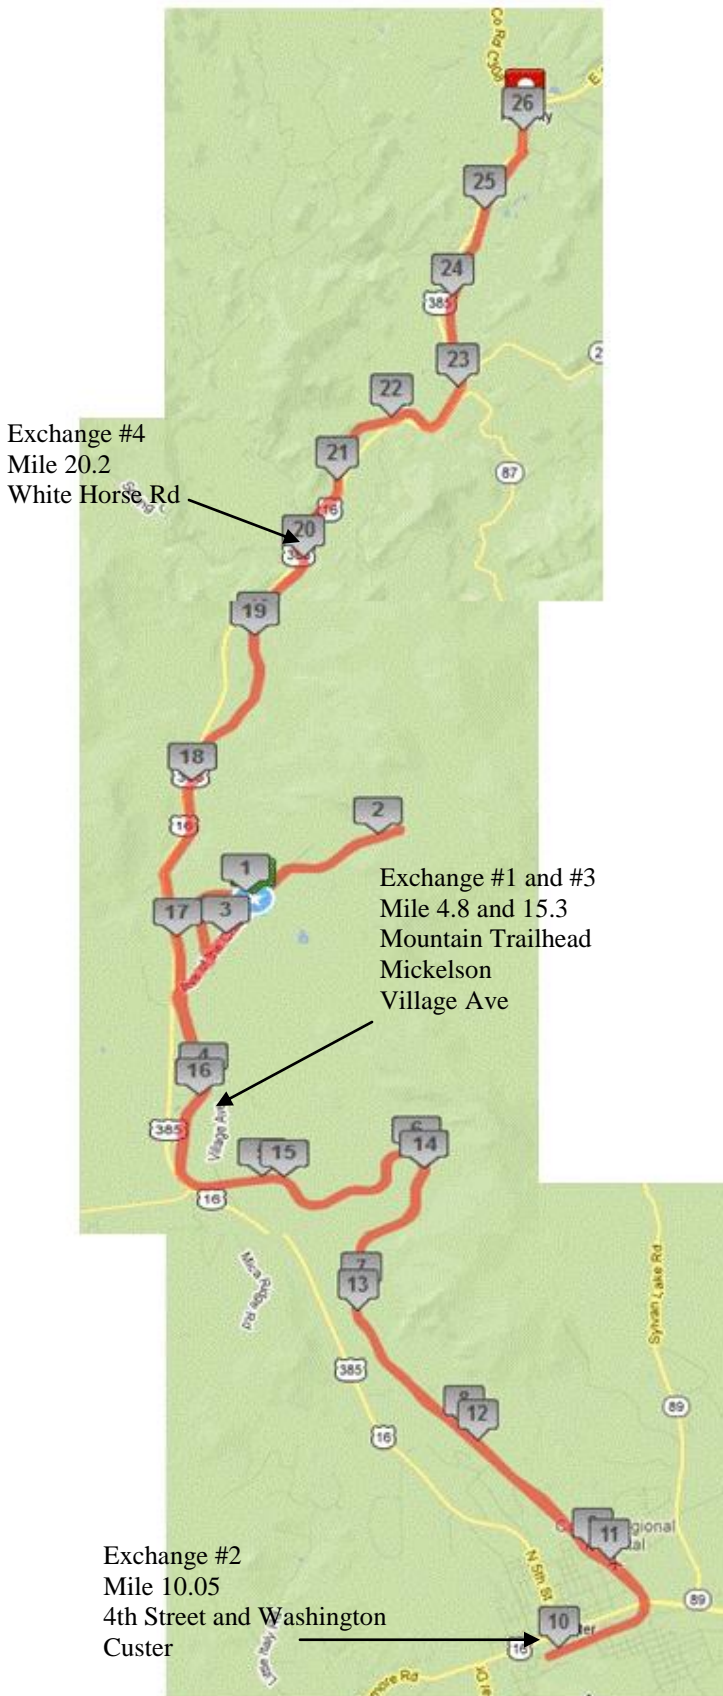 Co Rd C308
E
26
25
24
385
23
22
87
Exchange #4
Mile 20.2
White Horse Rd
21
16
20
19
18
16
2
1
Exchange #1 and #3
Mile 4.8 and 15.3
Mountain Trailhead
Mickelson
Village Ave
17
3
4
16
385
Village Ave
6
14
15
16
Mica Ridge Rd
7
13
Sylvan Lake Rd
385
8
12
89
16
11
N 5th St
Exchange #2
Mile 10.05
4th Street and Washington
Custer
10
89
16